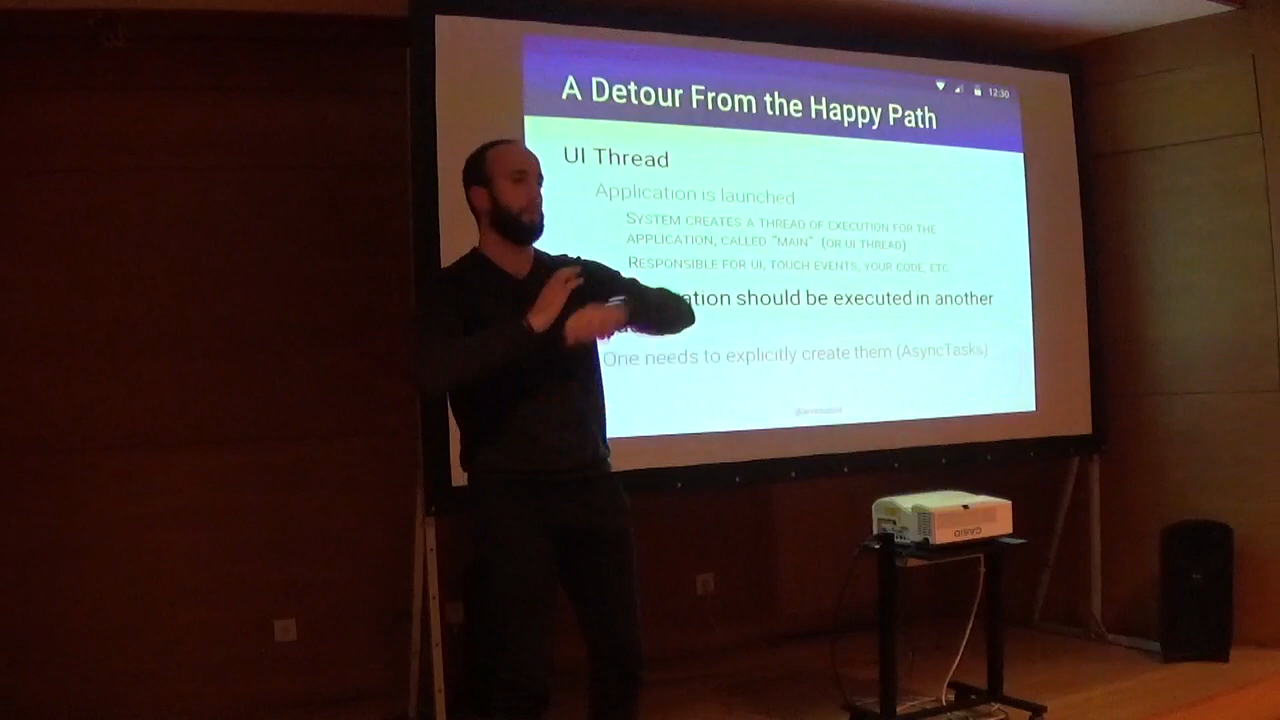 12:30
A Detour From the Happy Path
UI Thread
Application is launched
SYSTEM CREATES A THREAD OF EXECUTION FOR THE
APPLICATION, CALLED "MAIN" (OR UI THREAD)
RESPONSIBLE FOR UI, TOUCH EVENTS, YOUR CODE, ETC
should be executed in another
One needs to explicitly create them (AsyncTasks)
CASIO